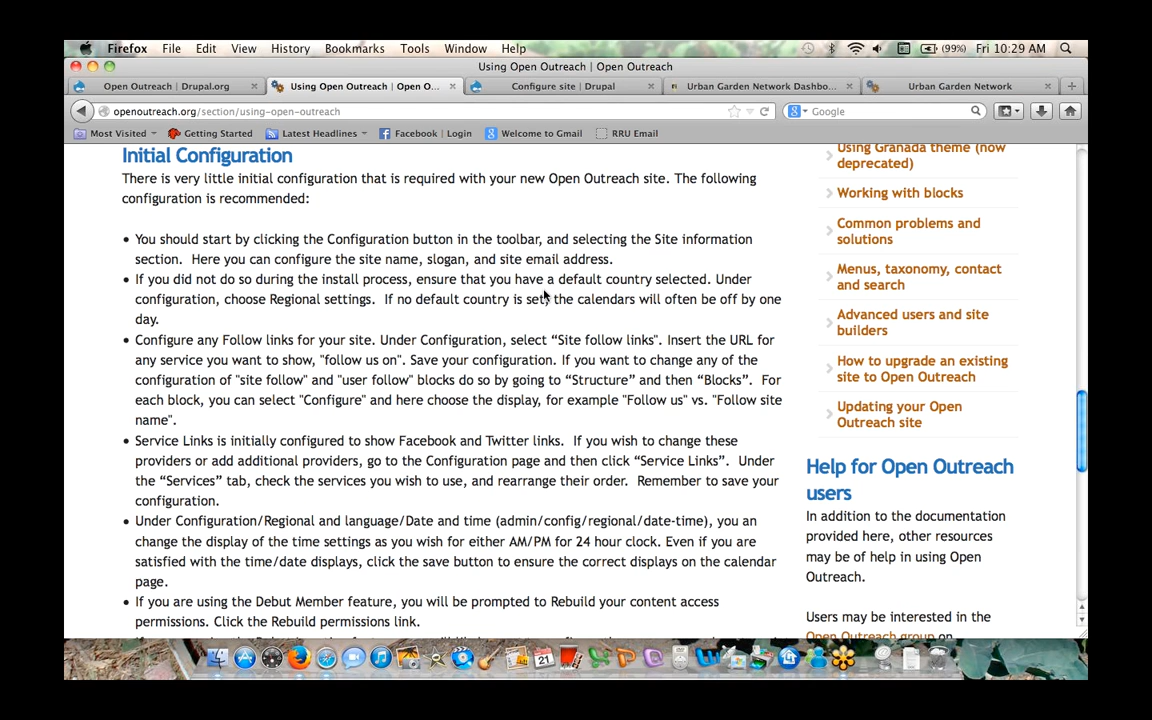 Firefox File Edit View History Bookmarks Tools Window Help (99%) Fri 10:29 AM
Using Open Outreach | Open Outreach
Open Outreach | Drupal.org Using Open Outreach | Open O... Configure site | Drupal Urban Garden Network Dashbo... Urban Garden Network
openoutreach.org/section/using-open-outreach Google
Most Visited Getting Started Latest Headlines Facebook | Login Welcome to Gmail RRU Email
Initial Configuration
There is very little initial configuration that is required with your new Open Outreach site. The following
configuration is recommended:
• You should start by clicking the Configuration button in the toolbar, and selecting the Site information
section. Here you can configure the site name, slogan, and site email address.
• If you did not do so during the install process, ensure that you have a default country selected. Under
configuration, choose Regional settings. If no default country is set, the calendars will often be off by one
day.
• Configure any Follow links for your site. Under Configuration, select “Site follow links". Insert the URL for
any service you want to show, "follow us on". Save your configuration. If you want to change any of the
configuration of "site follow" and "user follow" blocks do so by going to “Structure” and then “Blocks”. For
each block, you can select "Configure" and here choose the display, for example "Follow us" vs. "Follow site
name".
• Service Links is initially configured to show Facebook and Twitter links. If you wish to change these
providers or add additional providers, go to the Configuration page and then click “Service Links”. Under
the “Services” tab, check the services you wish to use, and rearrange their order. Remember to save your
configuration.
• Under Configuration/Regional and language/Date and time (admin/config/regional/date-time), you an
change the display of the time settings as you wish for either AM/PM for 24 hour clock. Even if you are
satisfied with the time/date displays, click the save button to ensure the correct displays on the calendar
page.
• If you are using the Debut Member feature, you will be prompted to Rebuild your content access
permissions. Click the Rebuild permissions link.
Using Granada theme (now
deprecated)
Working with blocks
Common problems and
solutions
Menus, taxonomy, contact
and search
Advanced users and site
builders
How to upgrade an existing
site to Open Outreach
Updating your Open
Outreach site
Help for Open Outreach
users
In addition to the documentation
provided here, other resources
may be of help in using Open
Outreach.
Users may be interested in the
Open Outreach group on
21